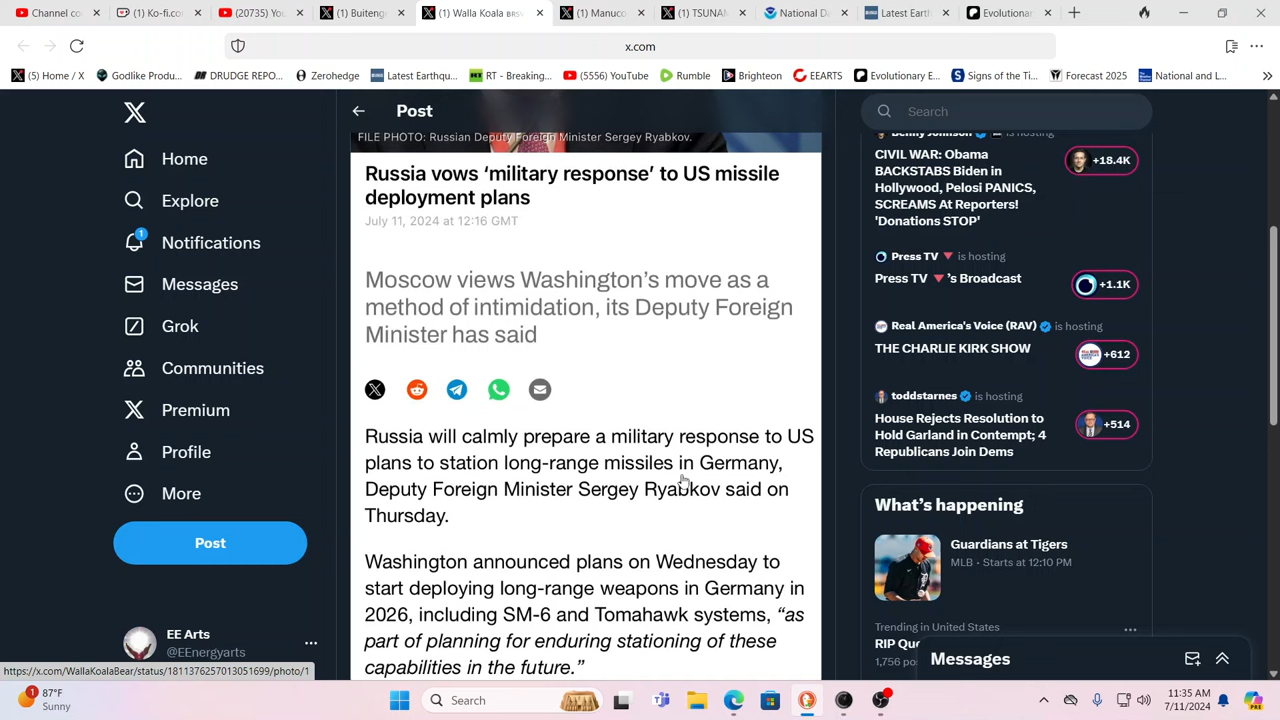 Channel co
Ko-fi.co
(20735) You
(1) Buiteng
(1) Walla Koala BRSV
(1) Manuco
(1) TSUNAM
National Da
Latest Earth
Evolutionar
x.com
(5) Home / X
Godlike Produ...
DRUDGE REPO...
Zerohedge
Latest Earthqu...
RT - Breaking...
(5556) YouTube
Rumble
Brighteon
EEARTS
Evolutionary E...
Signs of the Ti...
Forecast 2025
National and L...
Home
Explore
1
Notifications
Messages
Grok
Communities
Premium
Profile
More
Post
EE Arts
@EEnergyarts
Post
FILE PHOTO: Russian Deputy Foreign Minister Sergey Ryabkov.
Russia vows ‘military response’ to US missile
deployment plans
July 11, 2024 at 12:16 GMT
Moscow views Washington’s move as a
method of intimidation, its Deputy Foreign
Minister has said
Russia will calmly prepare a military response to US
plans to station long-range missiles in Germany,
Deputy Foreign Minister Sergey Ryabkov said on
Thursday.
Washington announced plans on Wednesday to
start deploying long-range weapons in Germany in
2026, including SM-6 and Tomahawk systems, “as
part of planning for enduring stationing of these
capabilities in the future.”
Search
Benny Johnson is hosting
CIVIL WAR: Obama
BACKSTABS Biden in
Hollywood, Pelosi PANICS,
SCREAMS At Reporters!
'Donations STOP'
+18.4K
Press TV is hosting
Press TV 's Broadcast
+1.1K
Real America's Voice (RAV) is hosting
THE CHARLIE KIRK SHOW
+612
toddstarnes is hosting
House Rejects Resolution to
Hold Garland in Contempt; 4
Republicans Join Dems
+514
What’s happening
Guardians at Tigers
MLB · Starts at 12:10 PM
Trending in United States
RIP Quo
1,756 pos
Messages
https://x.com/WallaKoalaBear/status/1811376257013051699/photo/1
1
87°F
Sunny
Search
11:35 AM
7/11/2024
PRE